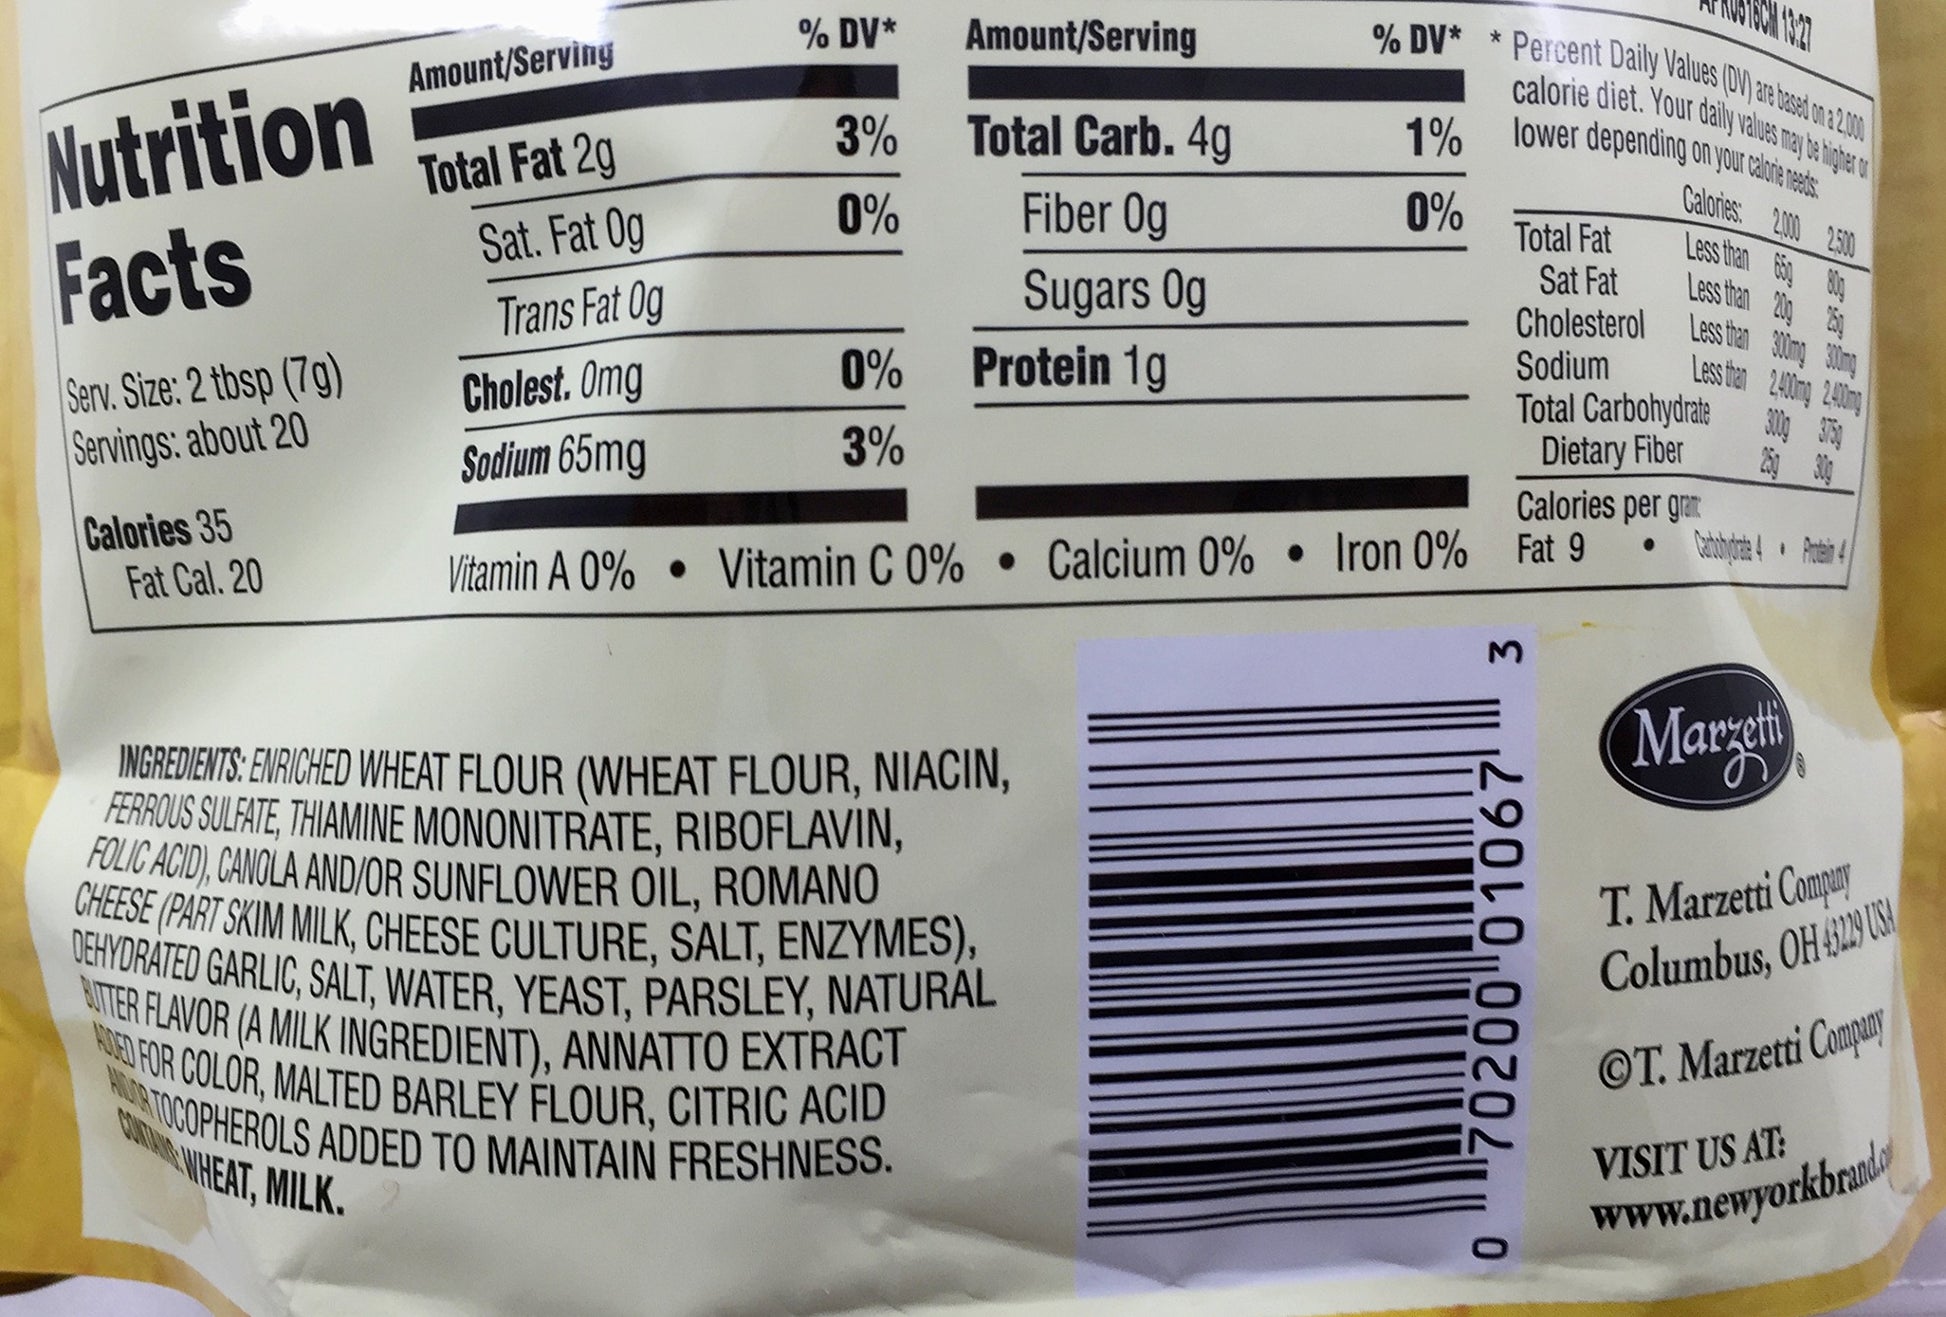 Nutrition
Facts
Serv. Size: 2 tbsp (7g)
Servings: about 20
Calories 35
Fat Cal. 20
Amount/Serving % DV*
Total Fat 2g 3%
Sat. Fat 0g 0%
Trans Fat 0g
Cholest. 0mg 0%
Sodium 65mg 3%
Amount/Serving % DV*
Total Carb. 4g 1%
Fiber 0g 0%
Sugars 0g
Protein 1g
Vitamin A 0% • Vitamin C 0% • Calcium 0% • Iron 0%
13:27
* Percent Daily Values (DV) are based on a 2,000
calorie diet. Your daily values may be higher or
lower depending on your calorie needs:
Calories: 2,000 2,500
Total Fat Less than 65g 80g
Sat Fat Less than 20g 25g
Cholesterol Less than 300mg 300mg
Sodium Less than 2,400mg 2,400mg
Total Carbohydrate 300g 375g
Dietary Fiber 25g 30g
Calories per gram:
Fat 9 • Carbohydrate 4 • Protein 4
INGREDIENTS: ENRICHED WHEAT FLOUR (WHEAT FLOUR, NIACIN,
FERROUS SULFATE, THIAMINE MONONITRATE, RIBOFLAVIN,
FOLIC ACID), CANOLA AND/OR SUNFLOWER OIL, ROMANO
CHEESE (PART SKIM MILK, CHEESE CULTURE, SALT, ENZYMES),
DEHYDRATED GARLIC, SALT, WATER, YEAST, PARSLEY, NATURAL
BUTTER FLAVOR (A MILK INGREDIENT), ANNATTO EXTRACT
ADDED FOR COLOR, MALTED BARLEY FLOUR, CITRIC ACID
AND/OR TOCOPHEROLS ADDED TO MAINTAIN FRESHNESS.
CONTAINS: WHEAT, MILK.
0 70200 01067 3
Marzetti®
T. Marzetti Company
Columbus, OH 43229 USA
©T. Marzetti Company
VISIT US AT:
www.newyorkbrand.co